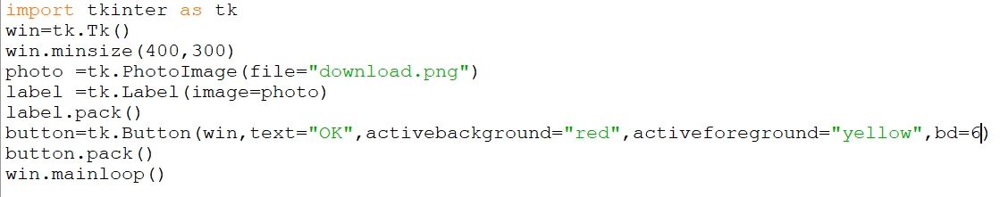 import tkinter as tk
win=tk.Tk()
win.minsize(400,300)
photo =tk.PhotoImage(file="download.png")
label =tk.Label(image=photo)
label.pack()
button=tk.Button(win,text="OK",activebackground="red",activeforeground="yellow",bd=6)
button.pack()
win.mainloop()